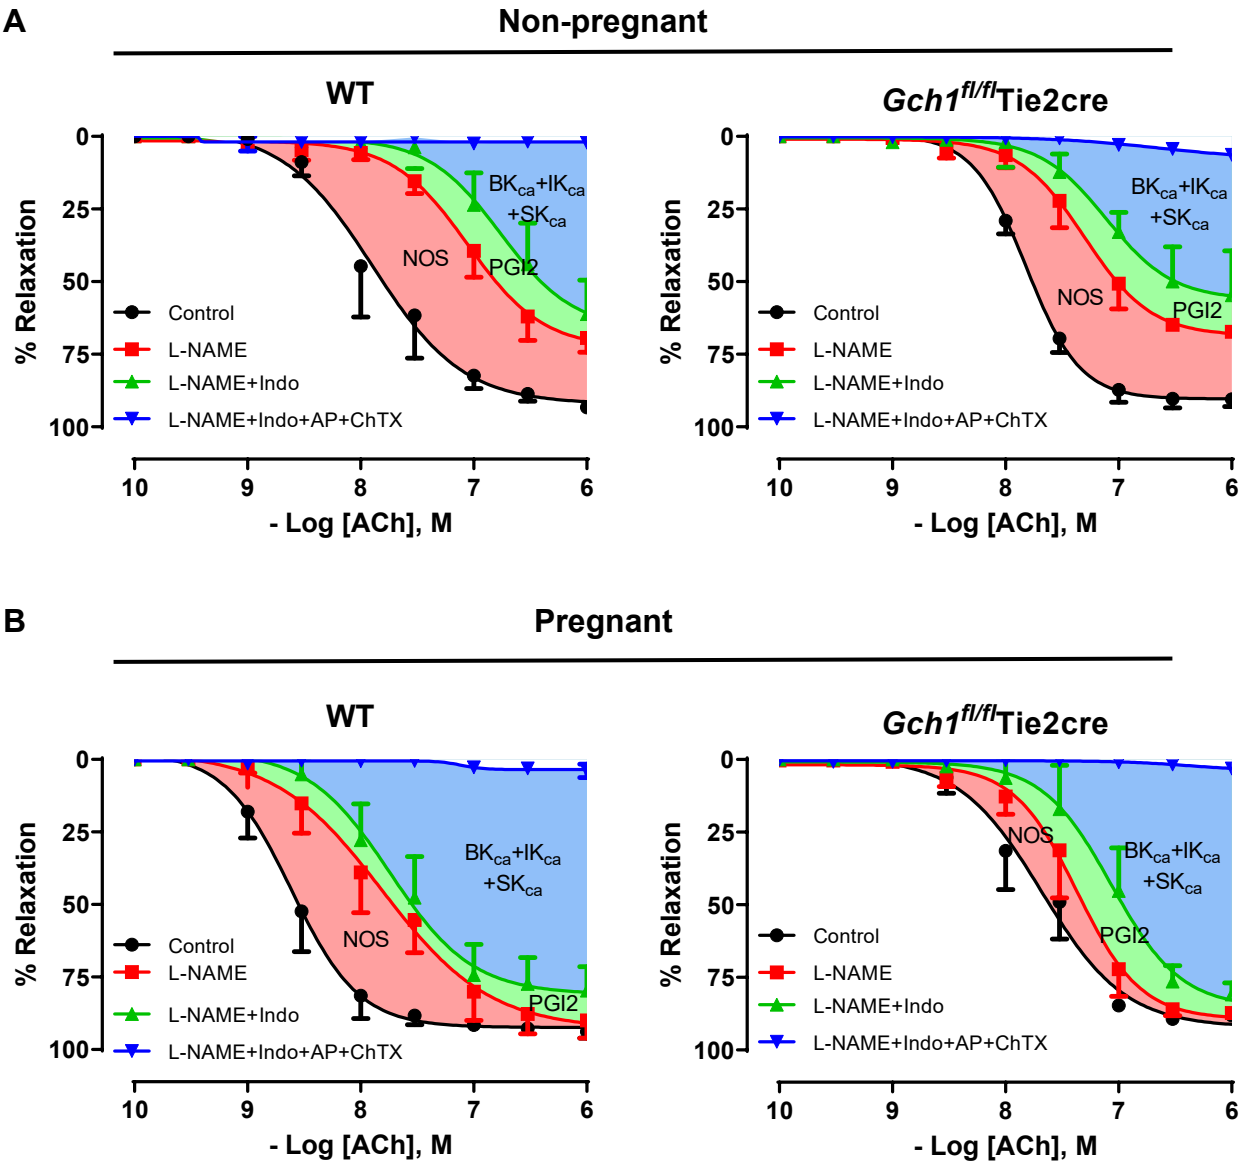 A
Non-pregnant
WT
Gch1fl/flTie2cre
0
25
50
75
100
% Relaxation
BKca+IKca
+SKca
NOS
PGI2
Control
L-NAME
L-NAME+Indo
L-NAME+Indo+AP+ChTX
10 9 8 7 6
- Log [ACh], M
0
25
50
75
100
% Relaxation
BKca+IKca
+SKca
NOS
PGI2
Control
L-NAME
L-NAME+Indo
L-NAME+Indo+AP+ChTX
10 9 8 7 6
- Log [ACh], M
B
Pregnant
WT
Gch1fl/flTie2cre
0
25
50
75
100
% Relaxation
BKca+IKca
+SKca
NOS
PGI2
Control
L-NAME
L-NAME+Indo
L-NAME+Indo+AP+ChTX
10 9 8 7 6
- Log [ACh], M
0
25
50
75
100
% Relaxation
NOS
BKca+IKca
+SKca
PGI2
Control
L-NAME
L-NAME+Indo
L-NAME+Indo+AP+ChTX
10 9 8 7 6
- Log [ACh], M